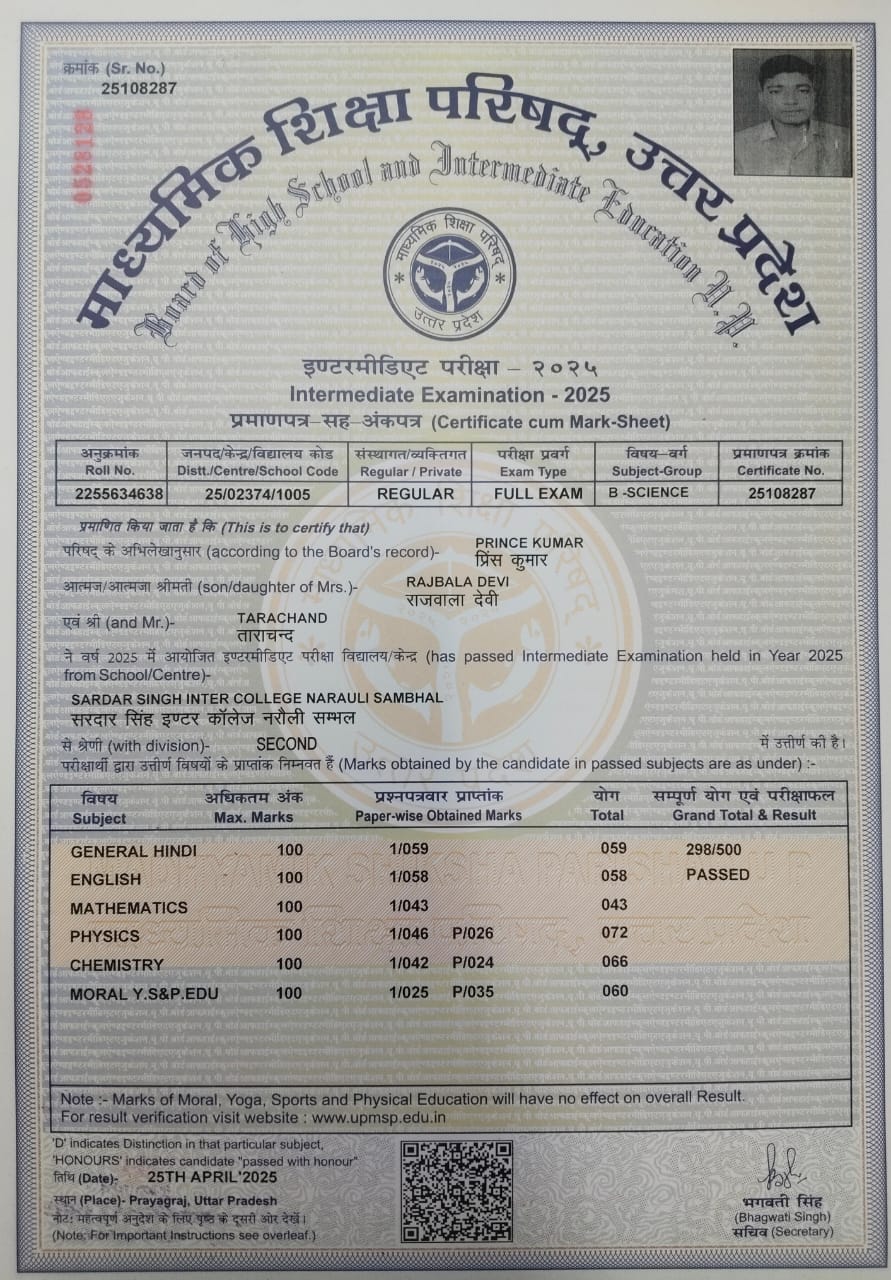 क्रमांक (Sr. No.)
25108287
0528128
माध्यमिक शिक्षा परिषद्, उत्तर प्रदेश
Board of High School and Intermediate Education U.P.
माध्यमिक शिक्षा परिषद्
उत्तर प्रदेश
इण्टरमीडिएट परीक्षा – २०२५
Intermediate Examination - 2025
प्रमाणपत्र–सह–अंकपत्र (Certificate cum Mark-Sheet)
अनुक्रमांक जनपद/केन्द्र/विद्यालय कोड संस्थागत/व्यक्तिगत परीक्षा प्रवर्ग विषय–वर्ग प्रमाणपत्र क्रमांक
Roll No. Distt./Centre/School Code Regular / Private Exam Type Subject-Group Certificate No.
2255634638 25/02374/1005 REGULAR FULL EXAM B -SCIENCE 25108287
प्रमाणित किया जाता है कि (This is to certify that)
परिषद के अभिलेखानुसार (according to the Board's record)- PRINCE KUMAR
प्रिंस कुमार
आत्मज/आत्मजा श्रीमती (son/daughter of Mrs.)- RAJBALA DEVI
राजवाला देवी
एवं श्री (and Mr.)- TARACHAND
ताराचन्द
ने वर्ष 2025 में आयोजित इण्टरमीडिएट परीक्षा विद्यालय/केन्द्र (has passed Intermediate Examination held in Year 2025
from School/Centre)-
SARDAR SINGH INTER COLLEGE NARAULI SAMBHAL
सरदार सिंह इण्टर कॉलेज नरौली सम्भल
से श्रेणी (with division)- SECOND में उत्तीर्ण की है।
परीक्षार्थी द्वारा उत्तीर्ण विषयों के प्राप्तांक निम्नवत हैं (Marks obtained by the candidate in passed subjects are as under) :-
विषय अधिकतम अंक प्रश्नपत्रवार प्राप्तांक योग सम्पूर्ण योग एवं परीक्षाफल
Subject Max. Marks Paper-wise Obtained Marks Total Grand Total & Result
GENERAL HINDI 100 1/059 059 298/500
ENGLISH 100 1/058 058 PASSED
MATHEMATICS 100 1/043 043
PHYSICS 100 1/046 P/026 072
CHEMISTRY 100 1/042 P/024 066
MORAL Y.S&P.EDU 100 1/025 P/035 060
Note :- Marks of Moral, Yoga, Sports and Physical Education will have no effect on overall Result.
For result verification visit website : www.upmsp.edu.in
'D' indicates Distinction in that particular subject,
'HONOURS' indicates candidate "passed with honour"
तिथि (Date)- 25TH APRIL'2025
स्थान (Place)- Prayagraj, Uttar Pradesh
नोट: महत्वपूर्ण अनुदेश के लिए पृष्ठ के दूसरी ओर देखें।
(Note: For Important Instructions see overleaf.)
भगवती सिंह
(Bhagwati Singh)
सचिव (Secretary)